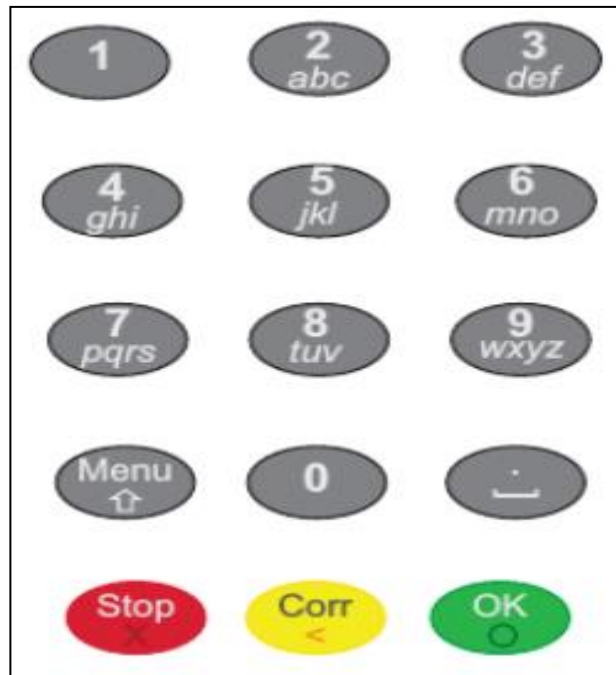 1 2 3
abc def
4 5 6
ghi jkl mno
7 8 9
pqrs tuv wxyz
Menu 0 .
Stop Corr OK
X < O